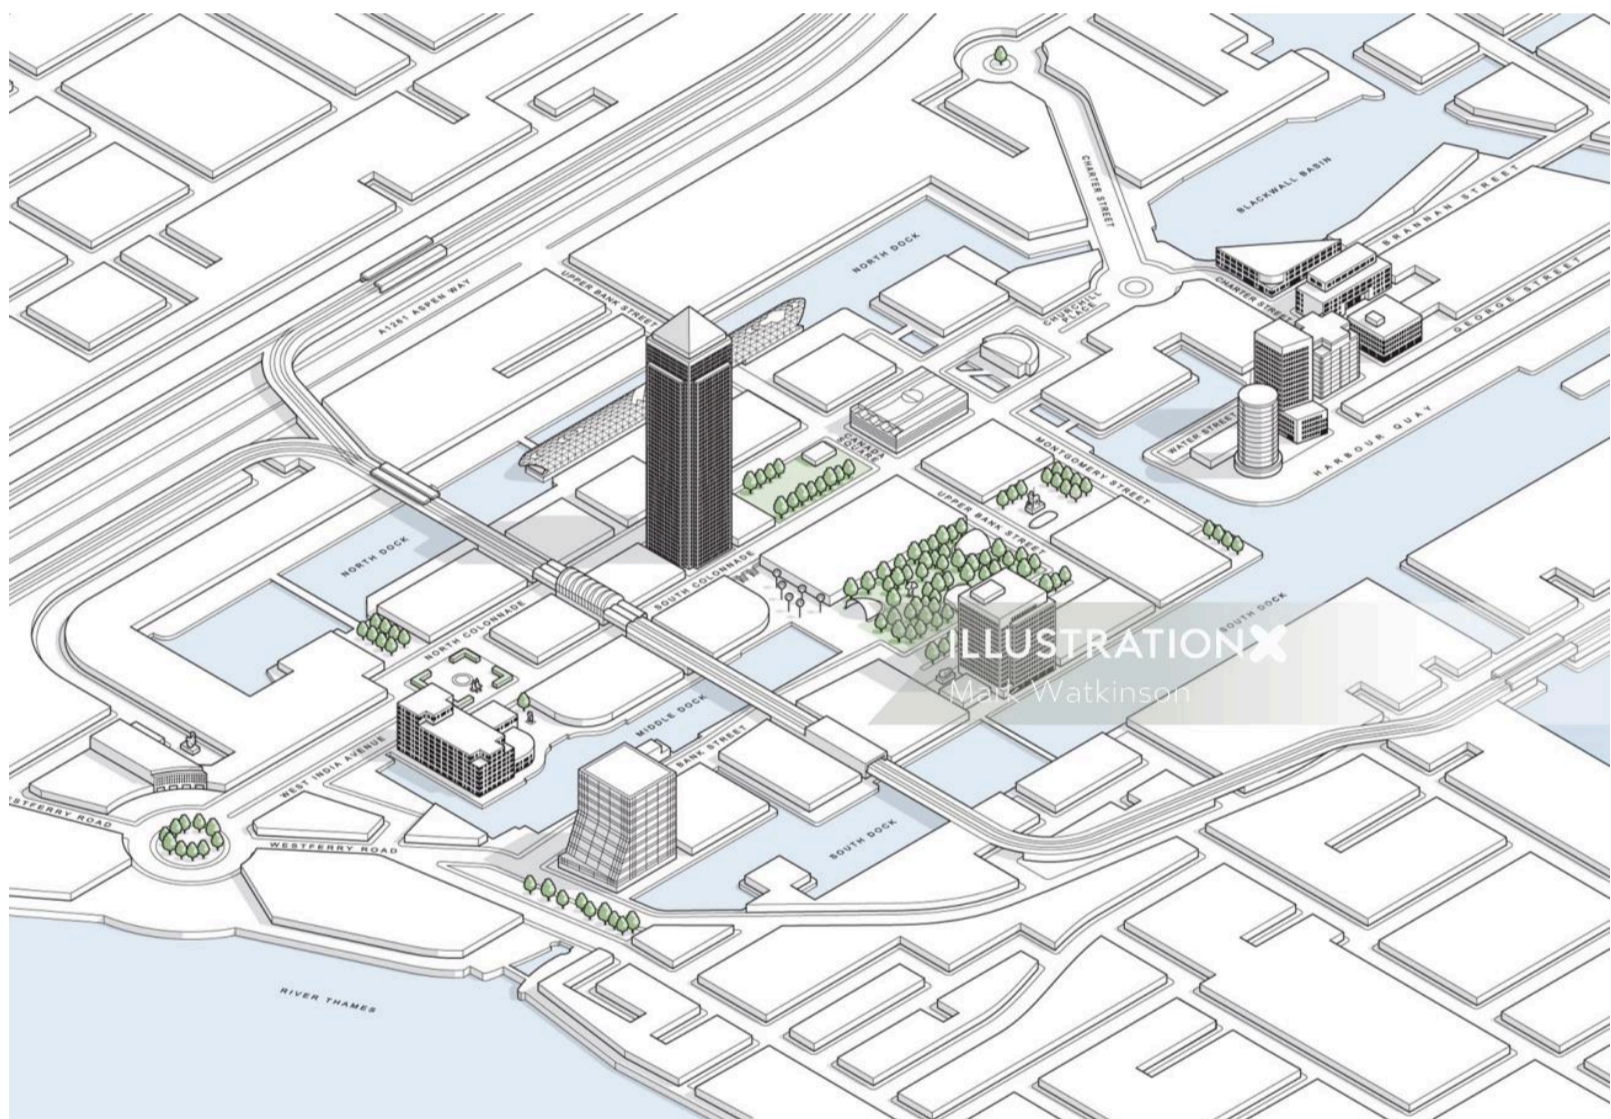 CHARTER STREET
BLACKWALL BASIN
BRANNAN STREET
NORTH DOCK
UPPER BANK STREET
A1261 ASPEN WAY
CHURCHILL
PLACE
CHARTER STREET
GEORGE STREET
WATER STREET
HARBOUR QUAY
CANADA
SQUARE
MONTGOMERY STREET
UPPER BANK STREET
NORTH DOCK
SOUTH COLONNADE
NORTH COLONNADE
SOUTH DOCK
ILLUSTRATIONX
Mark Watkinson
MIDDLE DOCK
BANK STREET
WEST INDIA AVENUE
STFERRY ROAD
WESTFERRY ROAD
SOUTH DOCK
RIVER THAMES